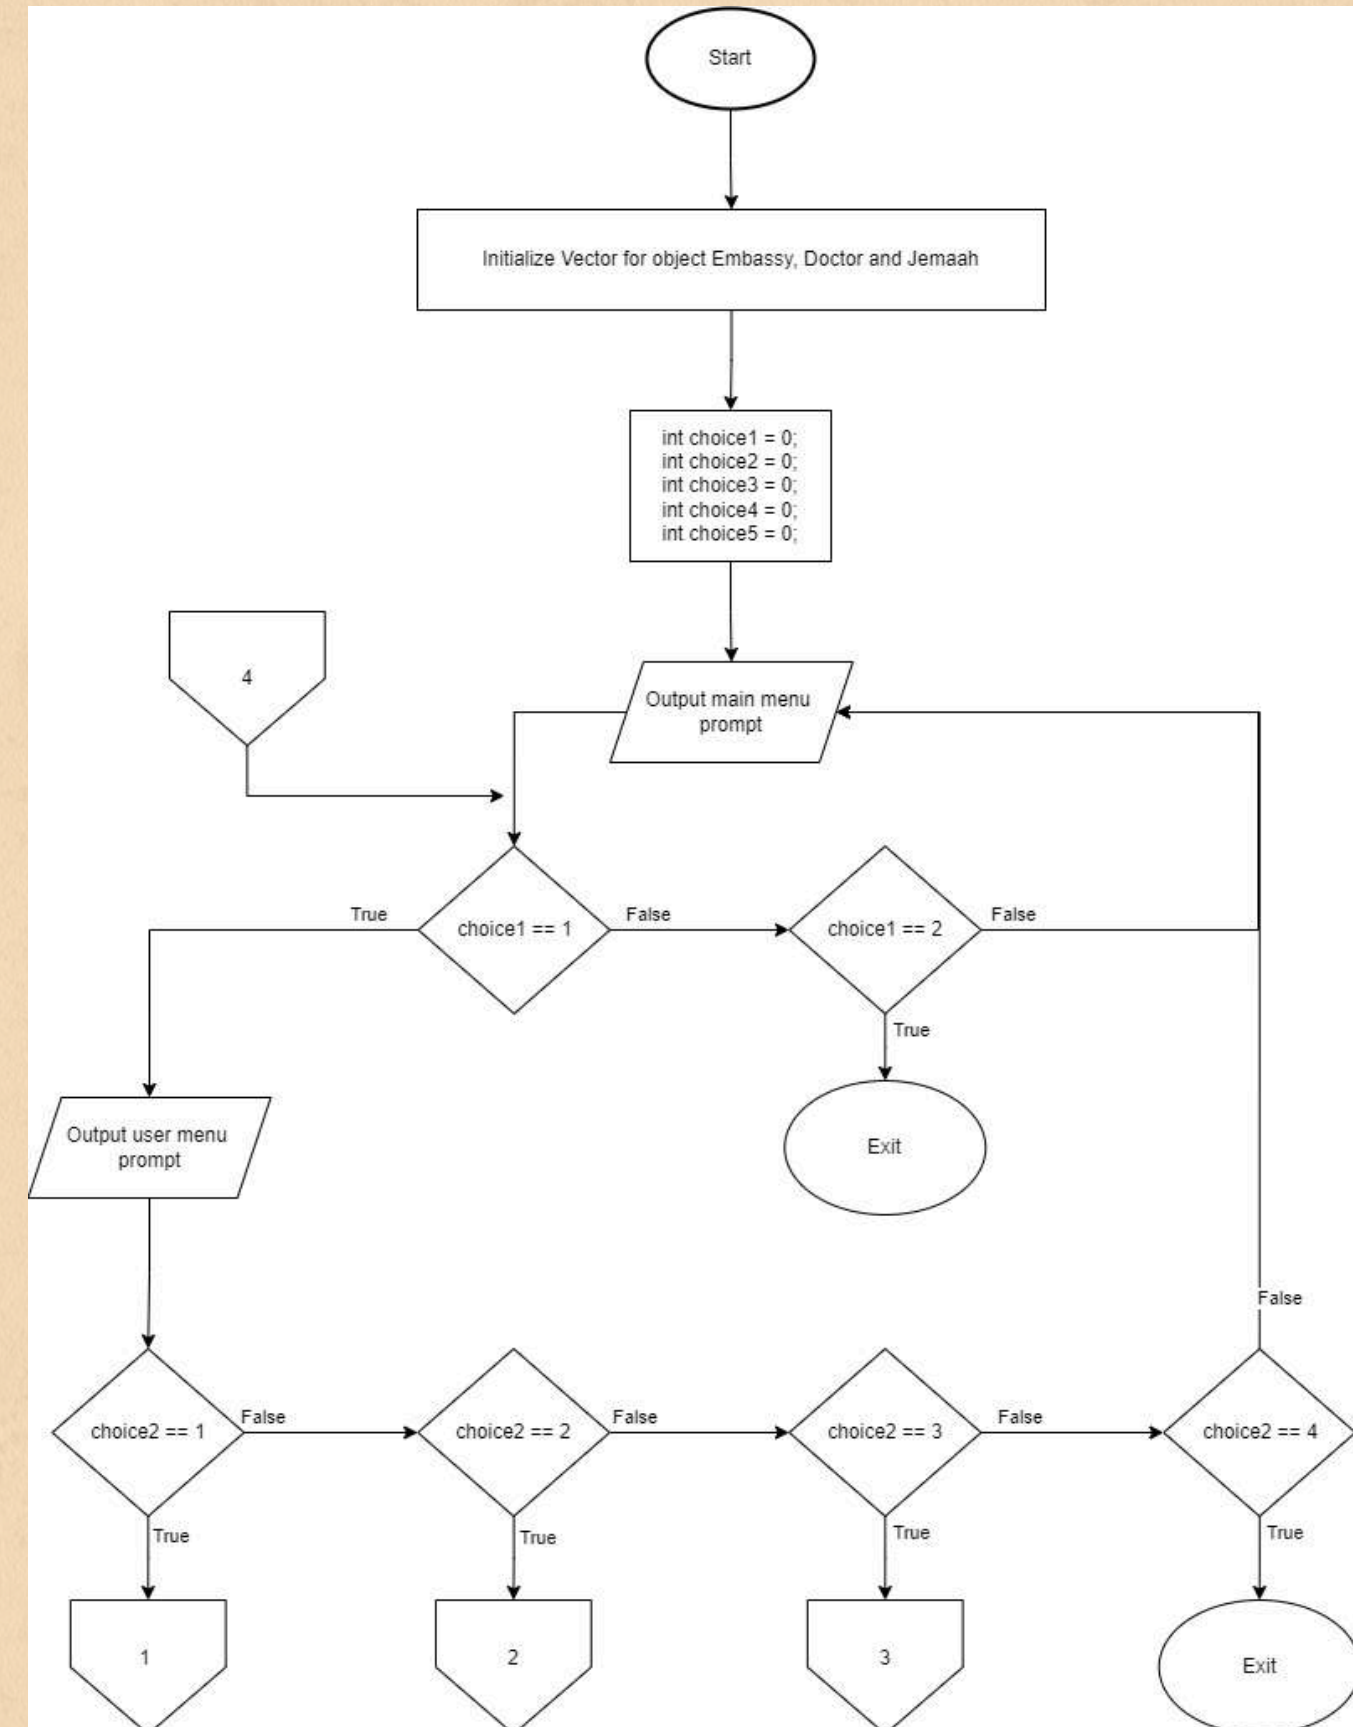 Start
Initialize Vector for object Embassy, Doctor and Jemaah
int choice1 = 0;
int choice2 = 0;
int choice3 = 0;
int choice4 = 0;
int choice5 = 0;
4
Output main menu
prompt
True
choice1 == 1
False
choice1 == 2
False
True
Output user menu
prompt
Exit
False
choice2 == 1
False
choice2 == 2
False
choice2 == 3
False
choice2 == 4
True
True
True
True
1
2
3
Exit